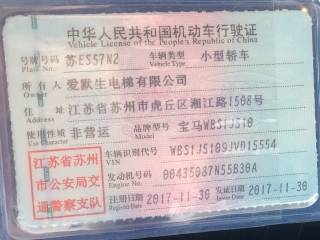 中华人民共和国机动车行驶证
Vehicle License of the People's Republic of China
号牌号码 苏ES57N2 车辆类型 小型轿车
Plate No. Vehicle Type
所有人 爱默生电梯有限公司
Owner
住址 江苏省苏州市虎丘区湘江路1508号
Address
使用性质 非营运 品牌型号 宝马WBS1J510
Use Character Model
江苏省苏州
市公安局交
通警察支队
车辆识别代号 WBS1J5109JVD15554
VIN
发动机号码 00435087N55B30A
Engine No.
注册日期 2017-11-30 发证日期 2017-11-30
Register Date Issue Date